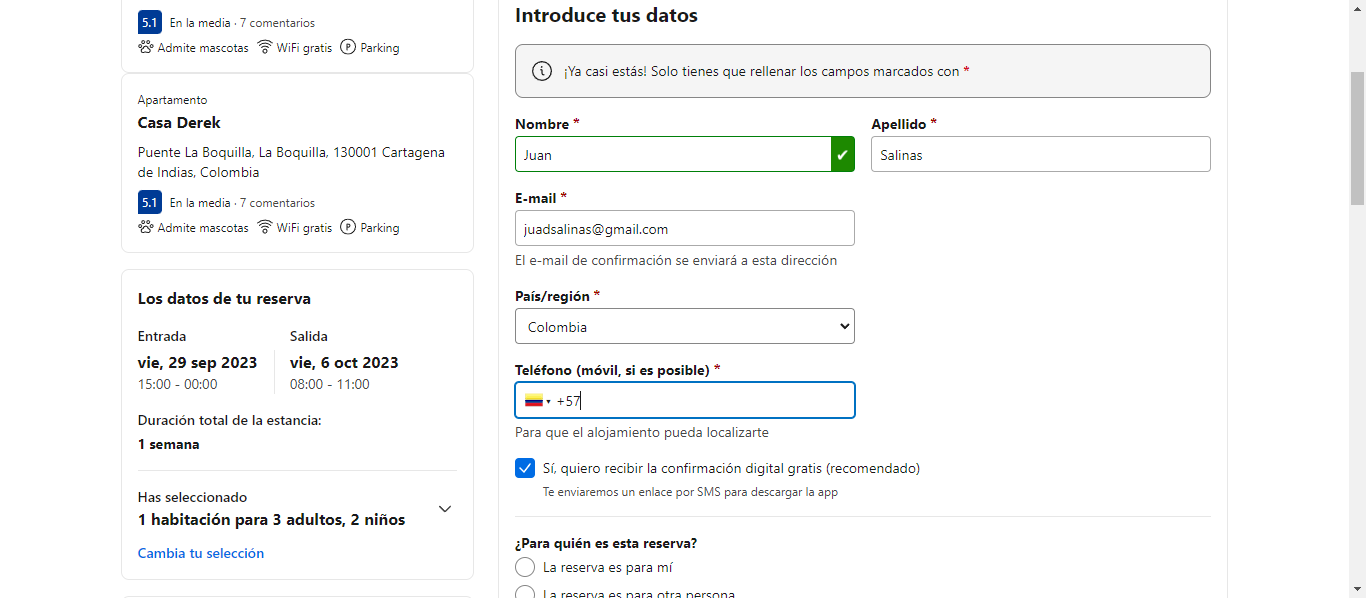 5.1 En la media · 7 comentarios
Admite mascotas WiFi gratis P Parking
Apartamento
Casa Derek
Puente La Boquilla, La Boquilla, 130001 Cartagena
de Indias, Colombia
5.1 En la media · 7 comentarios
Admite mascotas WiFi gratis P Parking
Los datos de tu reserva
Entrada Salida
vie, 29 sep 2023 vie, 6 oct 2023
15:00 - 00:00 08:00 - 11:00
Duración total de la estancia:
1 semana
Has seleccionado
1 habitación para 3 adultos, 2 niños
Cambia tu selección
Introduce tus datos
¡Ya casi estás! Solo tienes que rellenar los campos marcados con *
Nombre * Apellido *
Juan Salinas
E-mail *
juadsalinas@gmail.com
El e-mail de confirmación se enviará a esta dirección
País/región *
Colombia
Teléfono (móvil, si es posible) *
+57
Para que el alojamiento pueda localizarte
Sí, quiero recibir la confirmación digital gratis (recomendado)
Te enviaremos un enlace por SMS para descargar la app
¿Para quién es esta reserva?
La reserva es para mí
La reserva es para otra persona